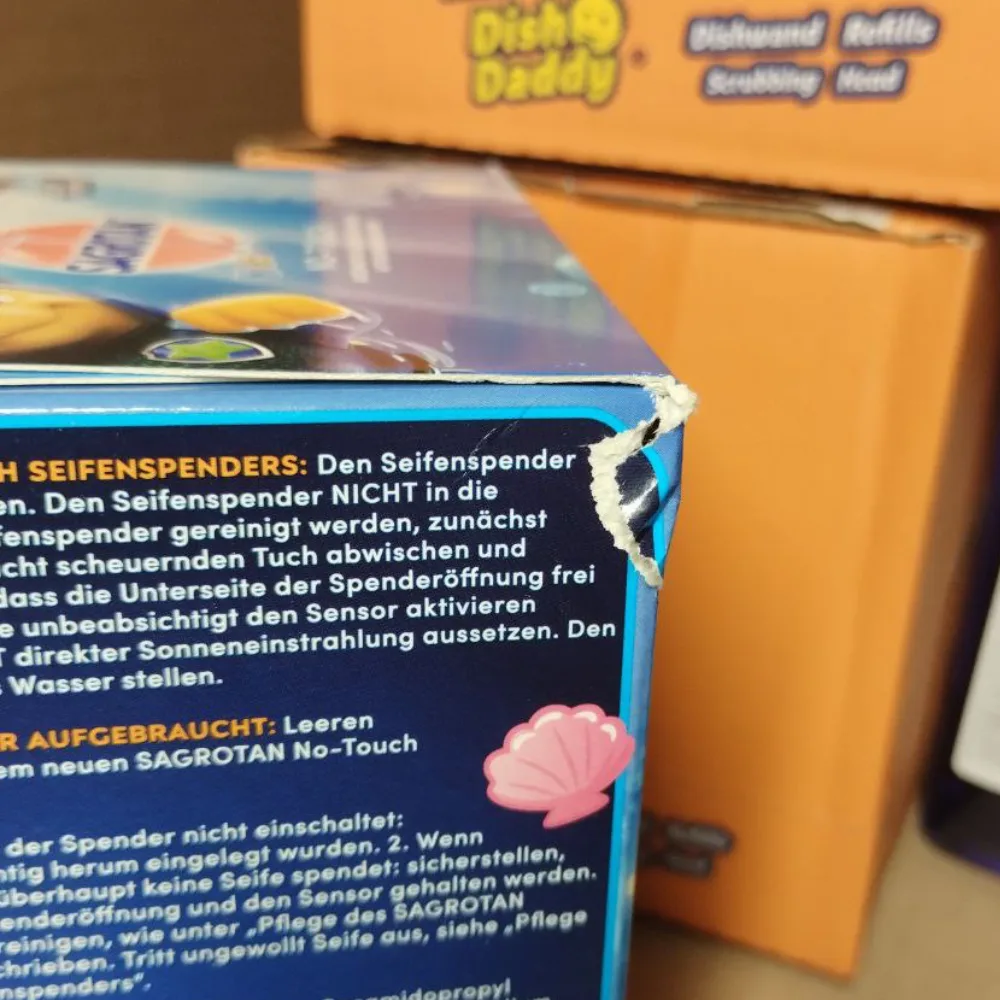 Dish
Daddy
Dishwand Refills
Scrubbing Head
SAGROTAN
H SEIFENSPENDERS: Den Seifenspender
en. Den Seifenspender NICHT in die
fenspender gereinigt werden, zunächst
cht scheuernden Tuch abwischen und
dass die Unterseite der Spenderöffnung frei
e unbeabsichtigt den Sensor aktivieren
T direkter Sonneneinstrahlung aussetzen. Den
s Wasser stellen.
R AUFGEBRAUCHT: Leeren
em neuen SAGROTAN No-Touch
der Spender nicht einschaltet:
htig herum eingelegt wurden. 2. Wenn
überhaupt keine Seife spendet: sicherstellen,
enderöffnung und den Sensor gehalten werden.
reinigen, wie unter „Pflege des SAGROTAN
chrieben. Tritt ungewollt Seife aus, siehe „Pflege
nspenders“.
amidopropyl